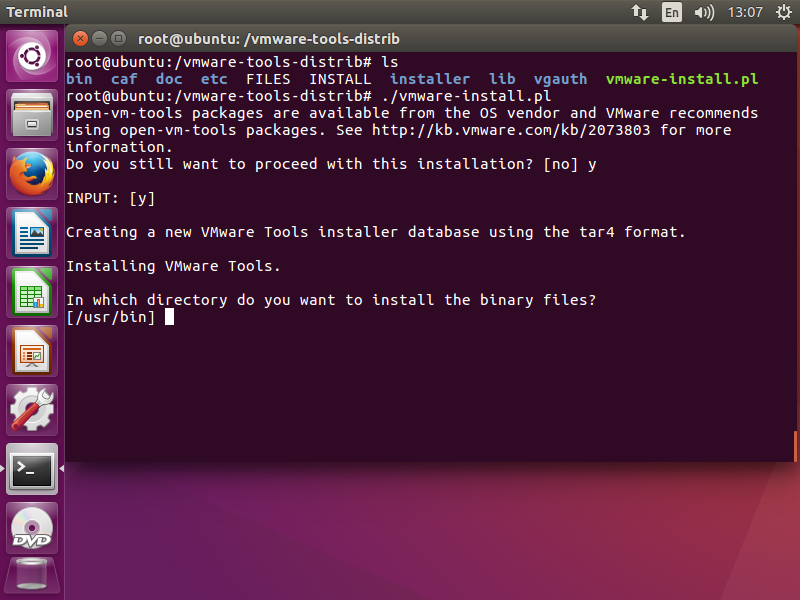 Terminal
En
13:07
root@ubuntu: /vmware-tools-distrib
root@ubuntu:/vmware-tools-distrib# ls
bin caf doc etc FILES INSTALL installer lib vgauth vmware-install.pl
root@ubuntu:/vmware-tools-distrib# ./vmware-install.pl
open-vm-tools packages are available from the OS vendor and VMware recommends
using open-vm-tools packages. See http://kb.vmware.com/kb/2073803 for more
information.
Do you still want to proceed with this installation? [no] y
INPUT: [y]
Creating a new VMware Tools installer database using the tar4 format.
Installing VMware Tools.
In which directory do you want to install the binary files?
[/usr/bin]
>_
DVD